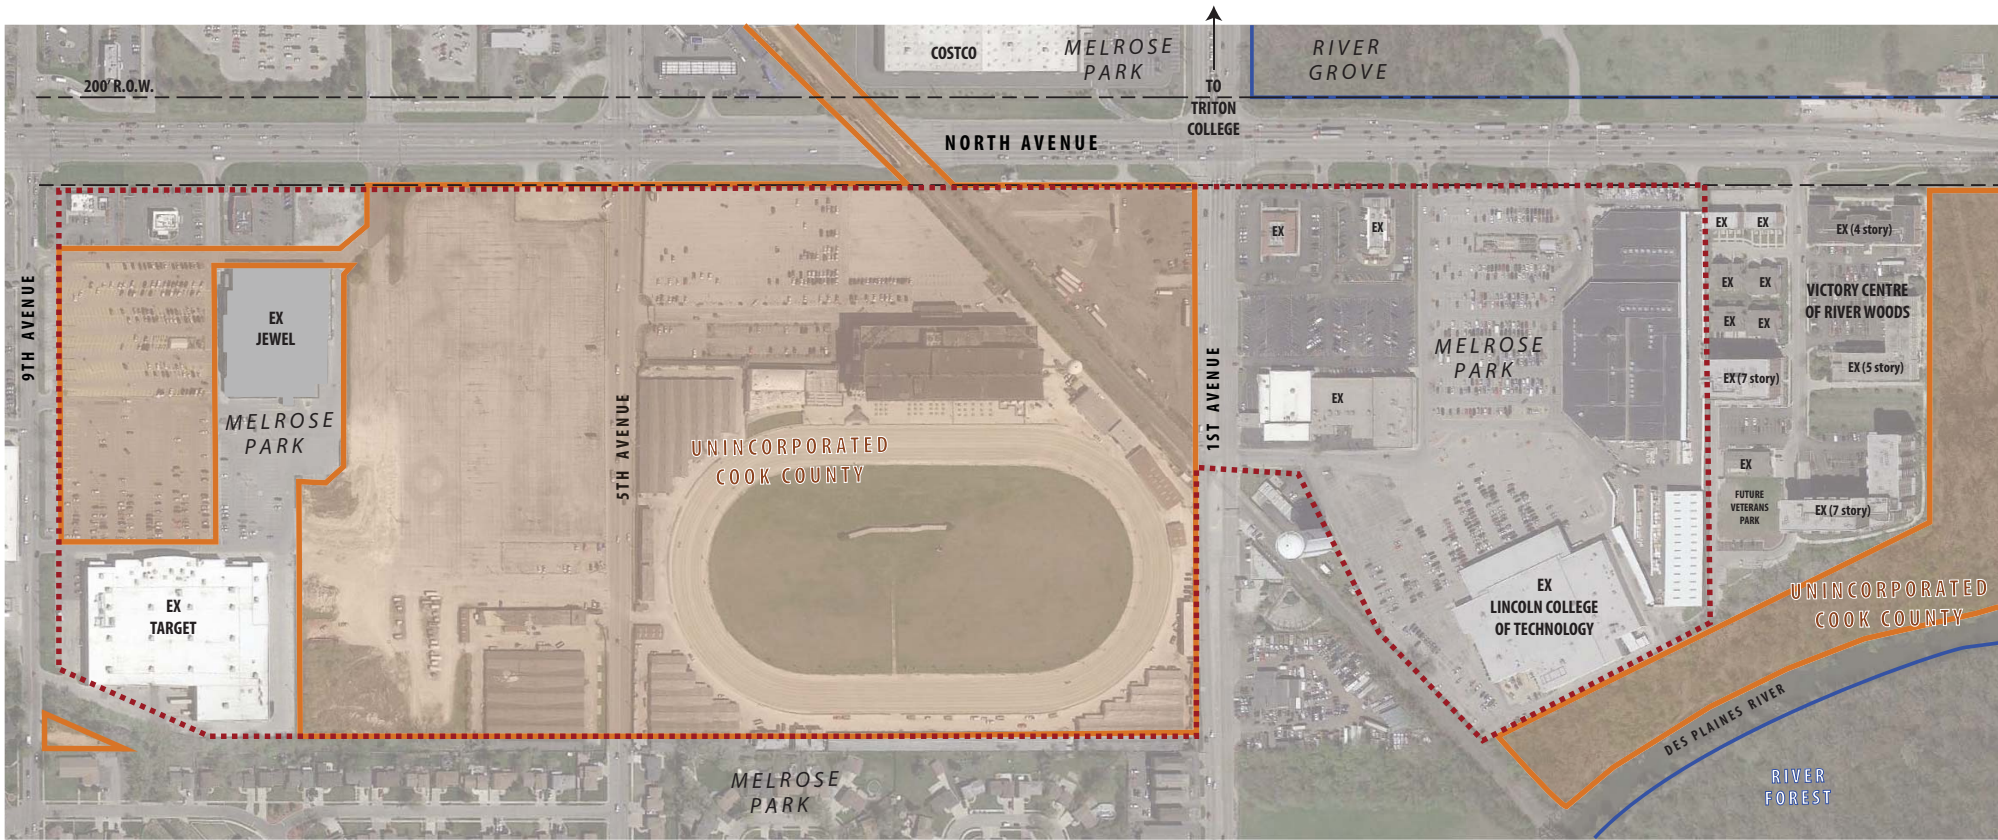 COSTCO
MELROSE
PARK
RIVER
GROVE
200' R.O.W.
TO
TRITON
COLLEGE
NORTH AVENUE
9TH AVENUE
EX
JEWEL
MELROSE
PARK
EX
TARGET
5TH AVENUE
UNINCORPORATED
COOK COUNTY
1ST AVENUE
EX
EX
MELROSE
PARK
EX
EX
LINCOLN COLLEGE
OF TECHNOLOGY
EX
EX
EX (4 story)
EX
EX
VICTORY CENTRE
OF RIVER WOODS
EX
EX
EX (7 story)
EX (5 story)
EX
FUTURE
VETERANS
PARK
EX (7 story)
UNINCORPORATED
COOK COUNTY
DES PLAINES RIVER
RIVER
FOREST
MELROSE
PARK